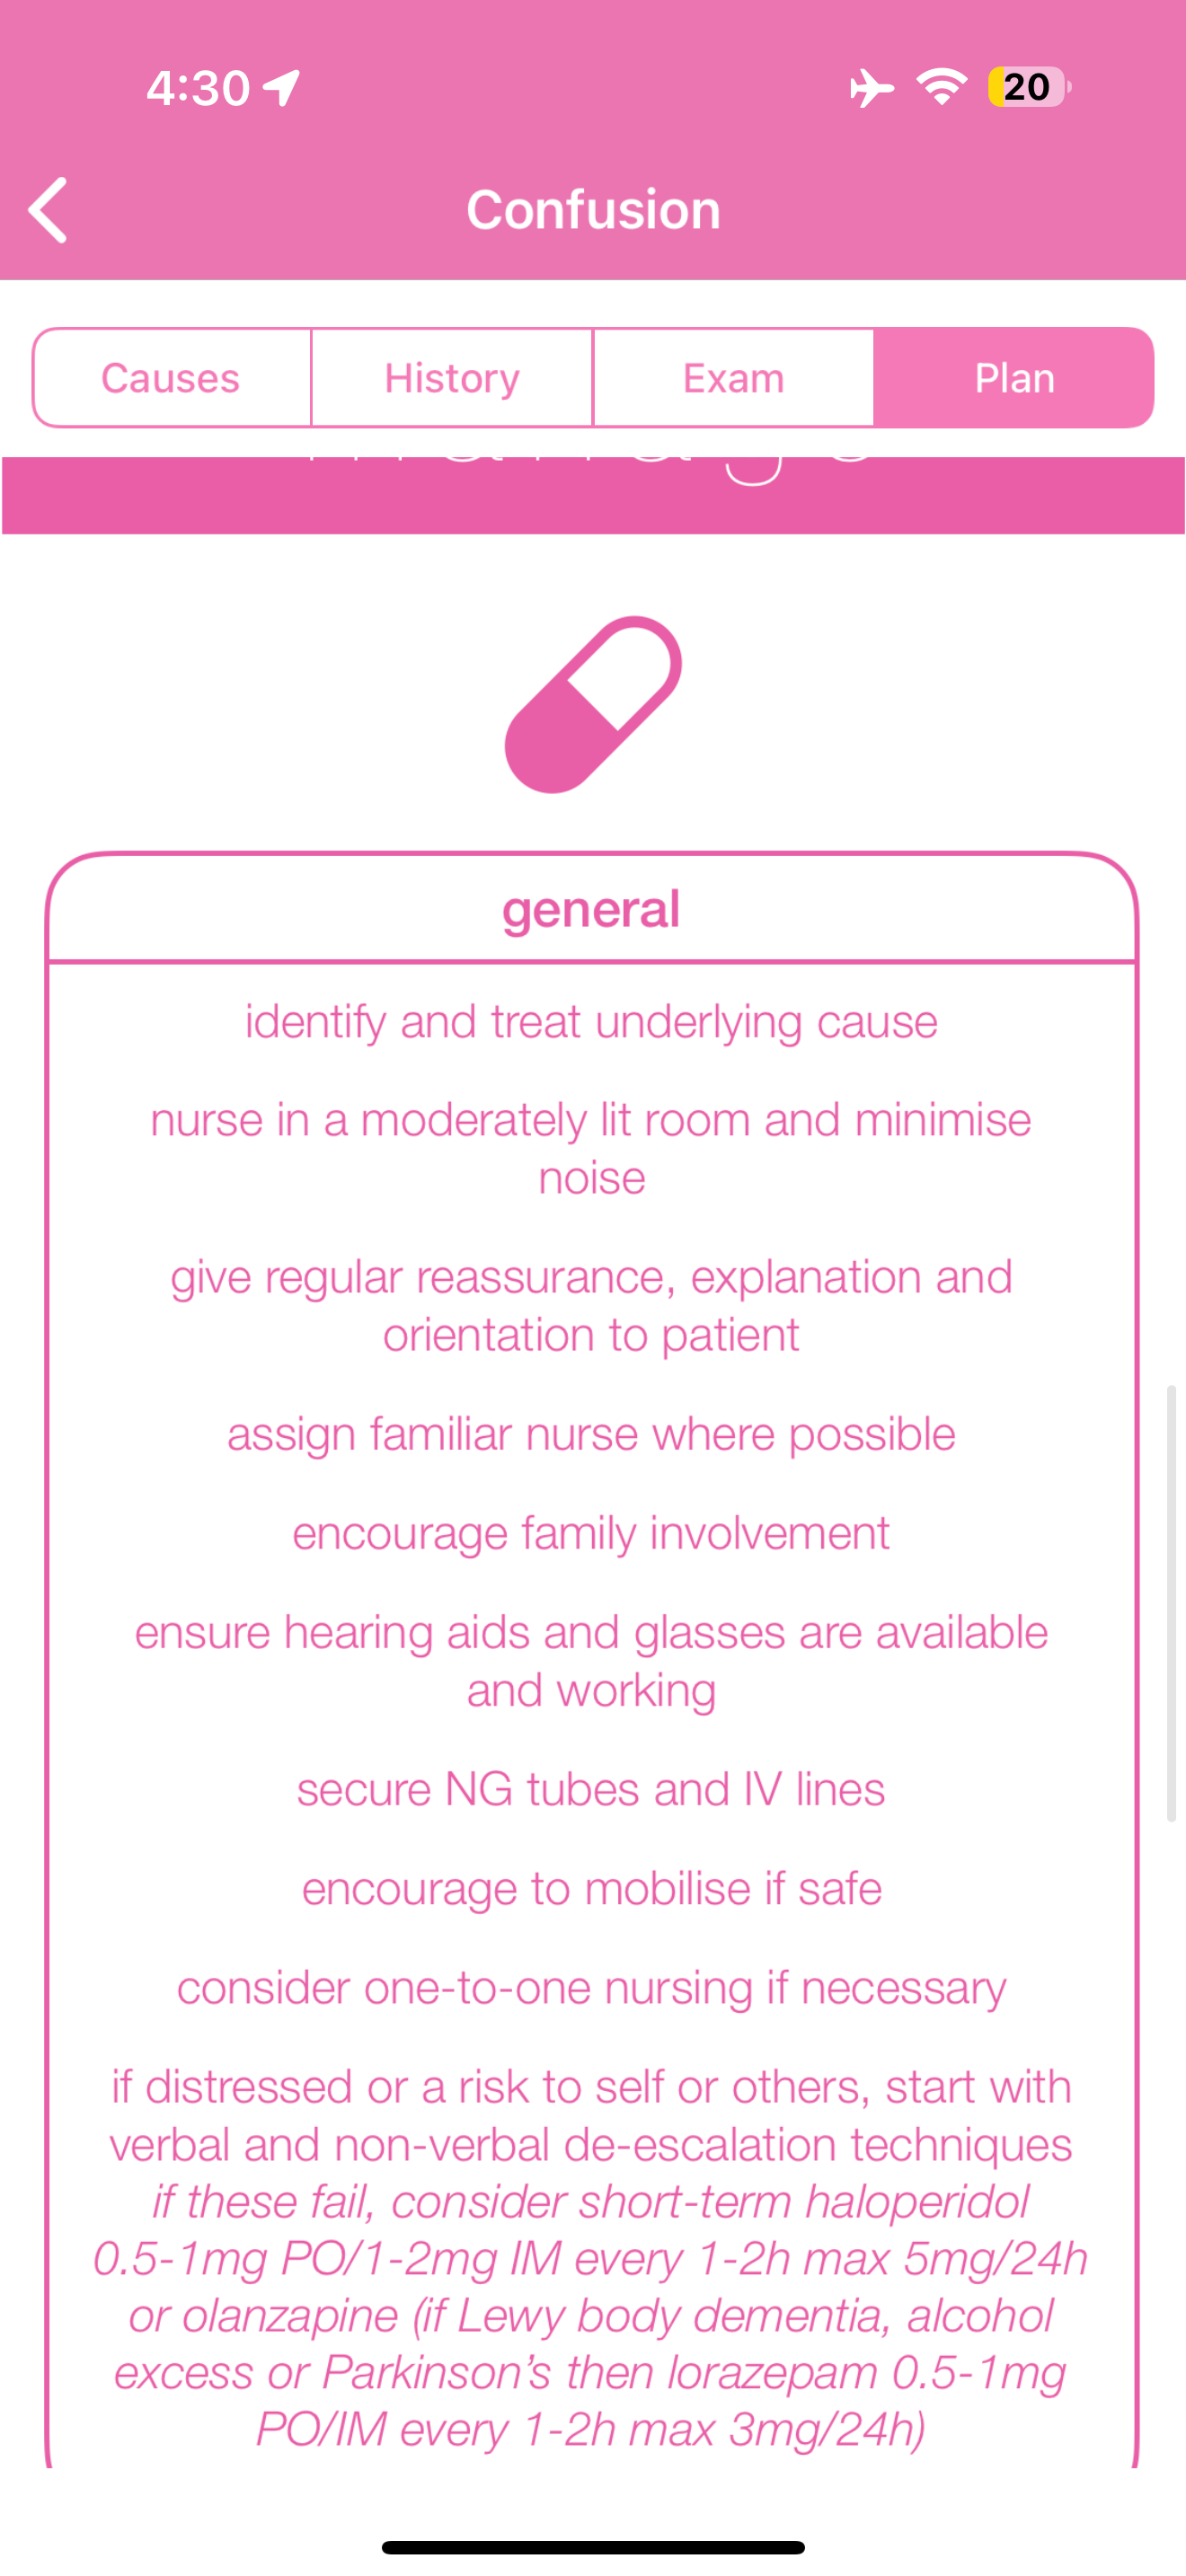 4:30
20
Confusion
Causes History Exam Plan
general
identify and treat underlying cause
nurse in a moderately lit room and minimise
noise
give regular reassurance, explanation and
orientation to patient
assign familiar nurse where possible
encourage family involvement
ensure hearing aids and glasses are available
and working
secure NG tubes and IV lines
encourage to mobilise if safe
consider one-to-one nursing if necessary
if distressed or a risk to self or others, start with
verbal and non-verbal de-escalation techniques
if these fail, consider short-term haloperidol
0.5-1mg PO/1-2mg IM every 1-2h max 5mg/24h
or olanzapine (if Lewy body dementia, alcohol
excess or Parkinson’s then lorazepam 0.5-1mg
PO/IM every 1-2h max 3mg/24h)